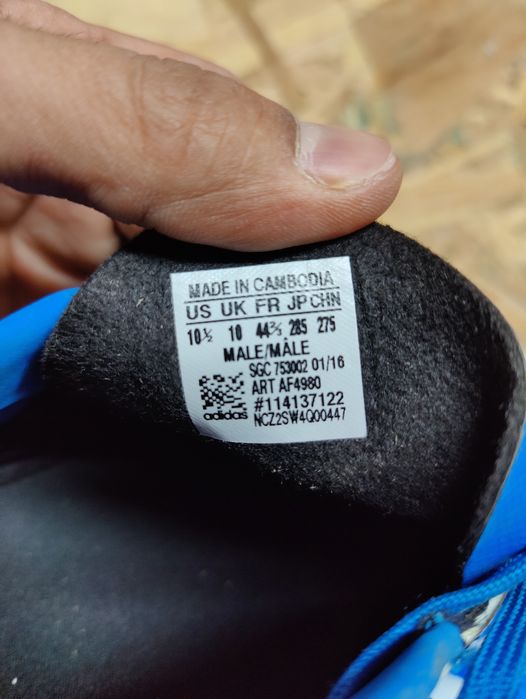 MADE IN CAMBODIA
US UK FR JP CHN
10½ 10 44⅔ 285 275
MALE/MÂLE
SGC 753002 01/16
ART AF4980
#114137122
adidas
NCZ2SW4Q00447